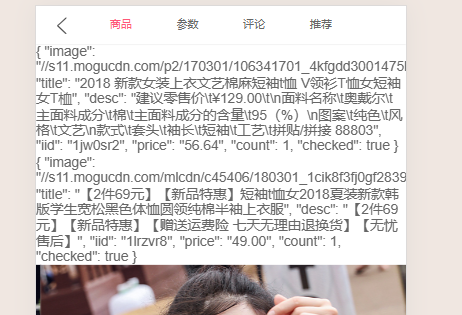 商品 参数 评论 推荐
{ "image":
"//s11.mogucdn.com/p2/170301/106341701_4kfgdd3001475
"title": "2018 新款女装上衣文艺棉麻短袖t恤 V领衫T恤女短袖
女T桖", "desc": "建议零售价\t¥129.00\t\n面料名称\t奥戴尔\t
主面料成分\t棉\t主面料成分的含量\t95（%）\n图案\t纯色\t风
格\t文艺\n款式\t套头\t袖长\t短袖\t工艺\t拼贴/拼接 88803",
"iid": "1jw0sr2", "price": "56.64", "count": 1, "checked": true }
{ "image":
"//s11.mogucdn.com/mlcdn/c45406/180301_1cik8f3fj0gf2839
"title": "【2件69元】【新品特惠】短袖t恤女2018夏装新款韩
版学生宽松黑色体恤圆领纯棉半袖上衣服", "desc": "【2件69
元】【新品特惠】【赠送运费险 七天无理由退换货】【无忧
售后】", "iid": "1lrzvr8", "price": "49.00", "count": 1,
"checked": true }